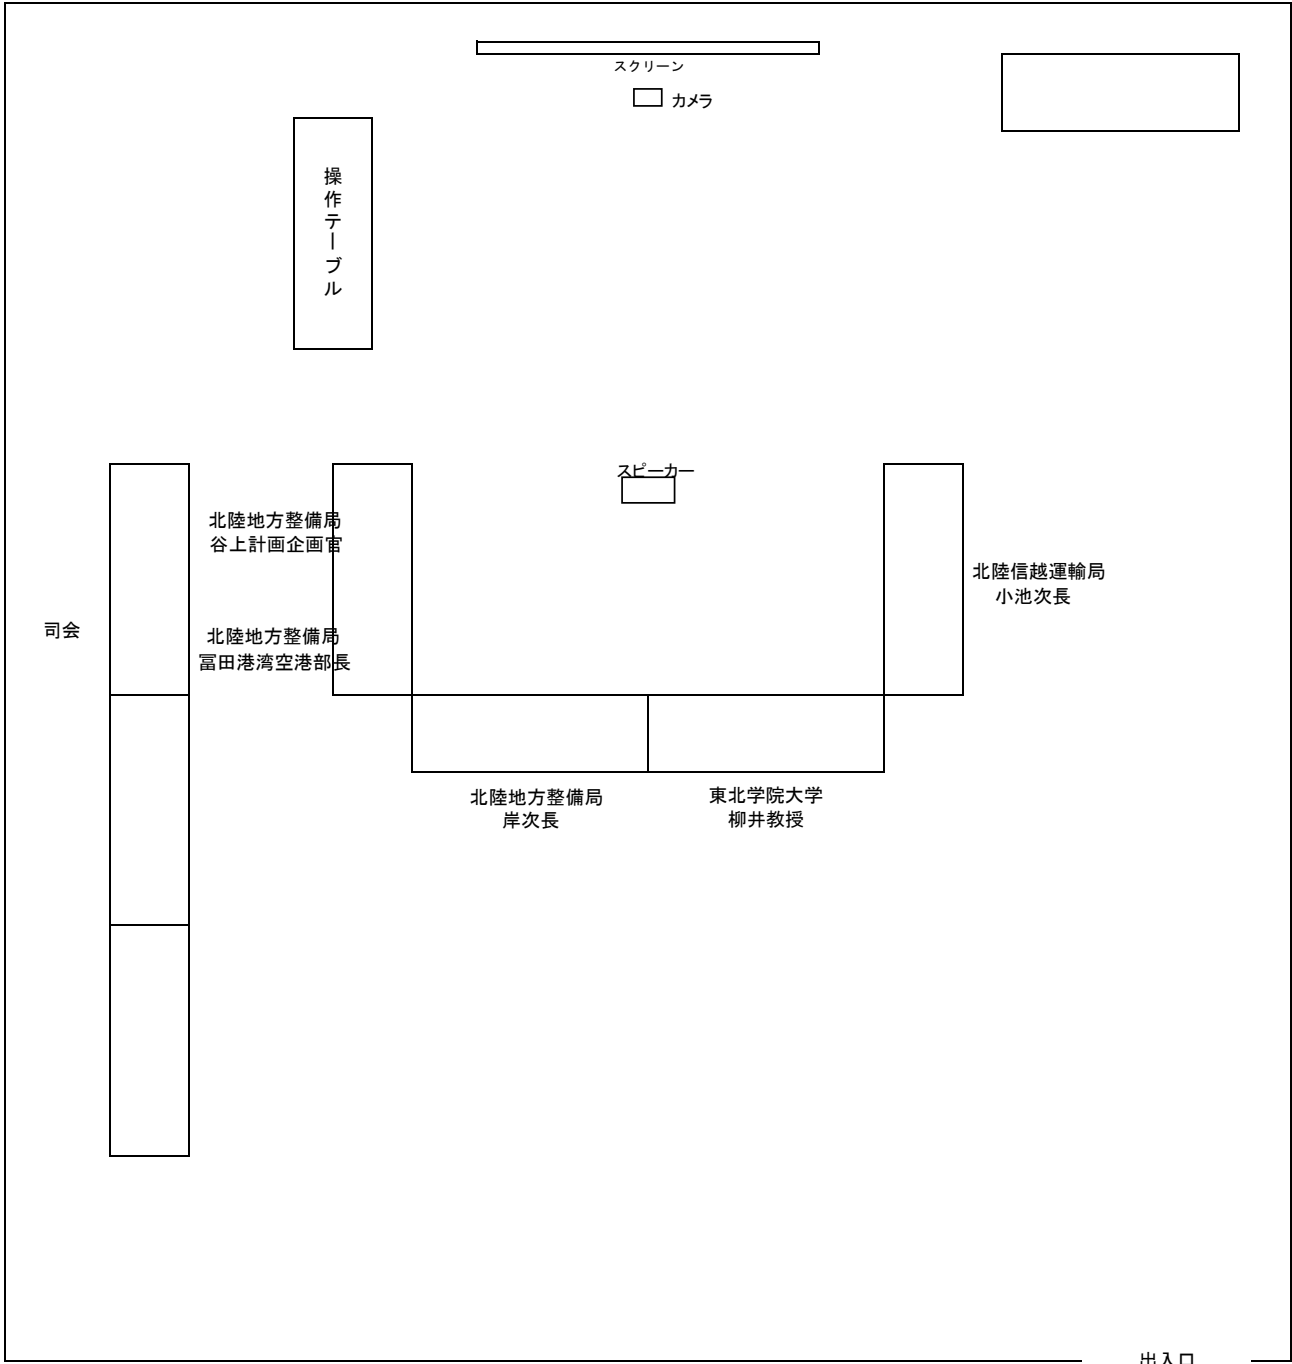 スクリーン
カメラ
操作テーブル
スピーカー
北陸地方整備局
谷上計画企画官
北陸信越運輸局
小池次長
司会
北陸地方整備局
冨田港湾空港部長
北陸地方整備局
岸次長
東北学院大学
柳井教授
出入口